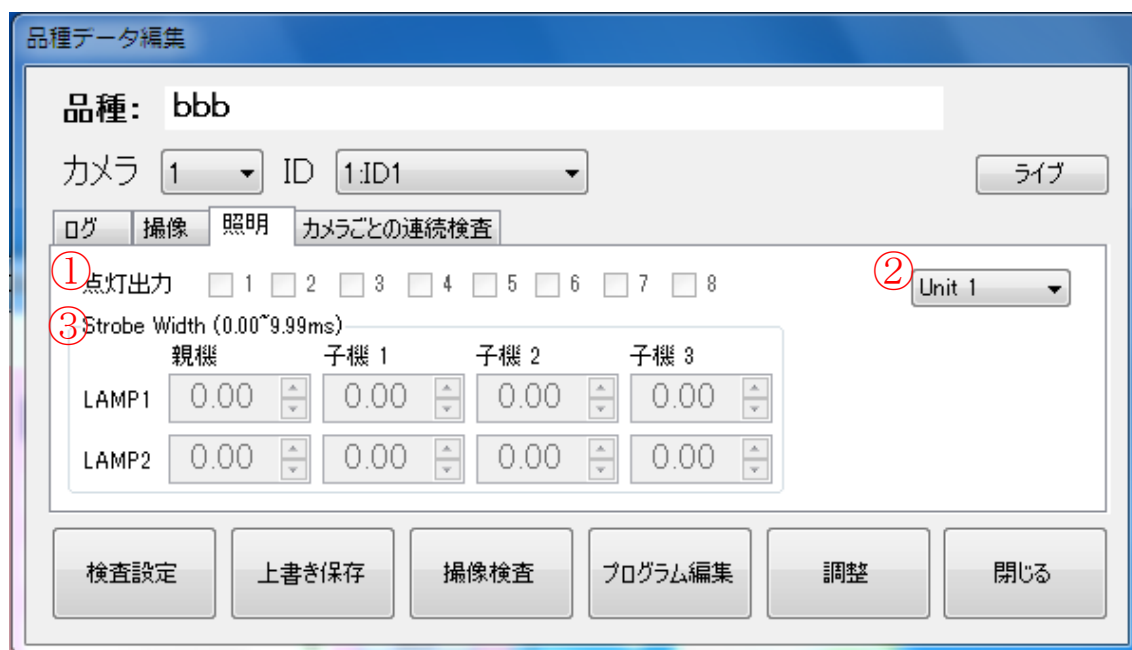 品種データ編集
品種: bbb
カメラ 1 ID 1:ID1 ライブ
ログ 撮像 照明 カメラごとの連続検査
① 点灯出力 1 2 3 4 5 6 7 8 ② Unit 1
③ Strobe Width (0.00~9.99ms)
親機 子機 1 子機 2 子機 3
LAMP1 0.00 0.00 0.00 0.00
LAMP2 0.00 0.00 0.00 0.00
検査設定 上書き保存 撮像検査 プログラム編集 調整 閉じる